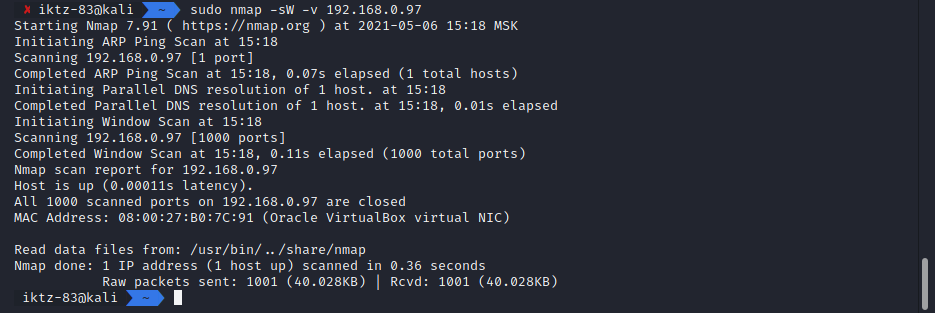 ✘ iktz-83@kali ~ sudo nmap -sW -v 192.168.0.97
Starting Nmap 7.91 ( https://nmap.org ) at 2021-05-06 15:18 MSK
Initiating ARP Ping Scan at 15:18
Scanning 192.168.0.97 [1 port]
Completed ARP Ping Scan at 15:18, 0.07s elapsed (1 total hosts)
Initiating Parallel DNS resolution of 1 host. at 15:18
Completed Parallel DNS resolution of 1 host. at 15:18, 0.01s elapsed
Initiating Window Scan at 15:18
Scanning 192.168.0.97 [1000 ports]
Completed Window Scan at 15:18, 0.11s elapsed (1000 total ports)
Nmap scan report for 192.168.0.97
Host is up (0.00011s latency).
All 1000 scanned ports on 192.168.0.97 are closed
MAC Address: 08:00:27:B0:7C:91 (Oracle VirtualBox virtual NIC)
Read data files from: /usr/bin/../share/nmap
Nmap done: 1 IP address (1 host up) scanned in 0.36 seconds
Raw packets sent: 1001 (40.028KB) | Rcvd: 1001 (40.028KB)
iktz-83@kali ~